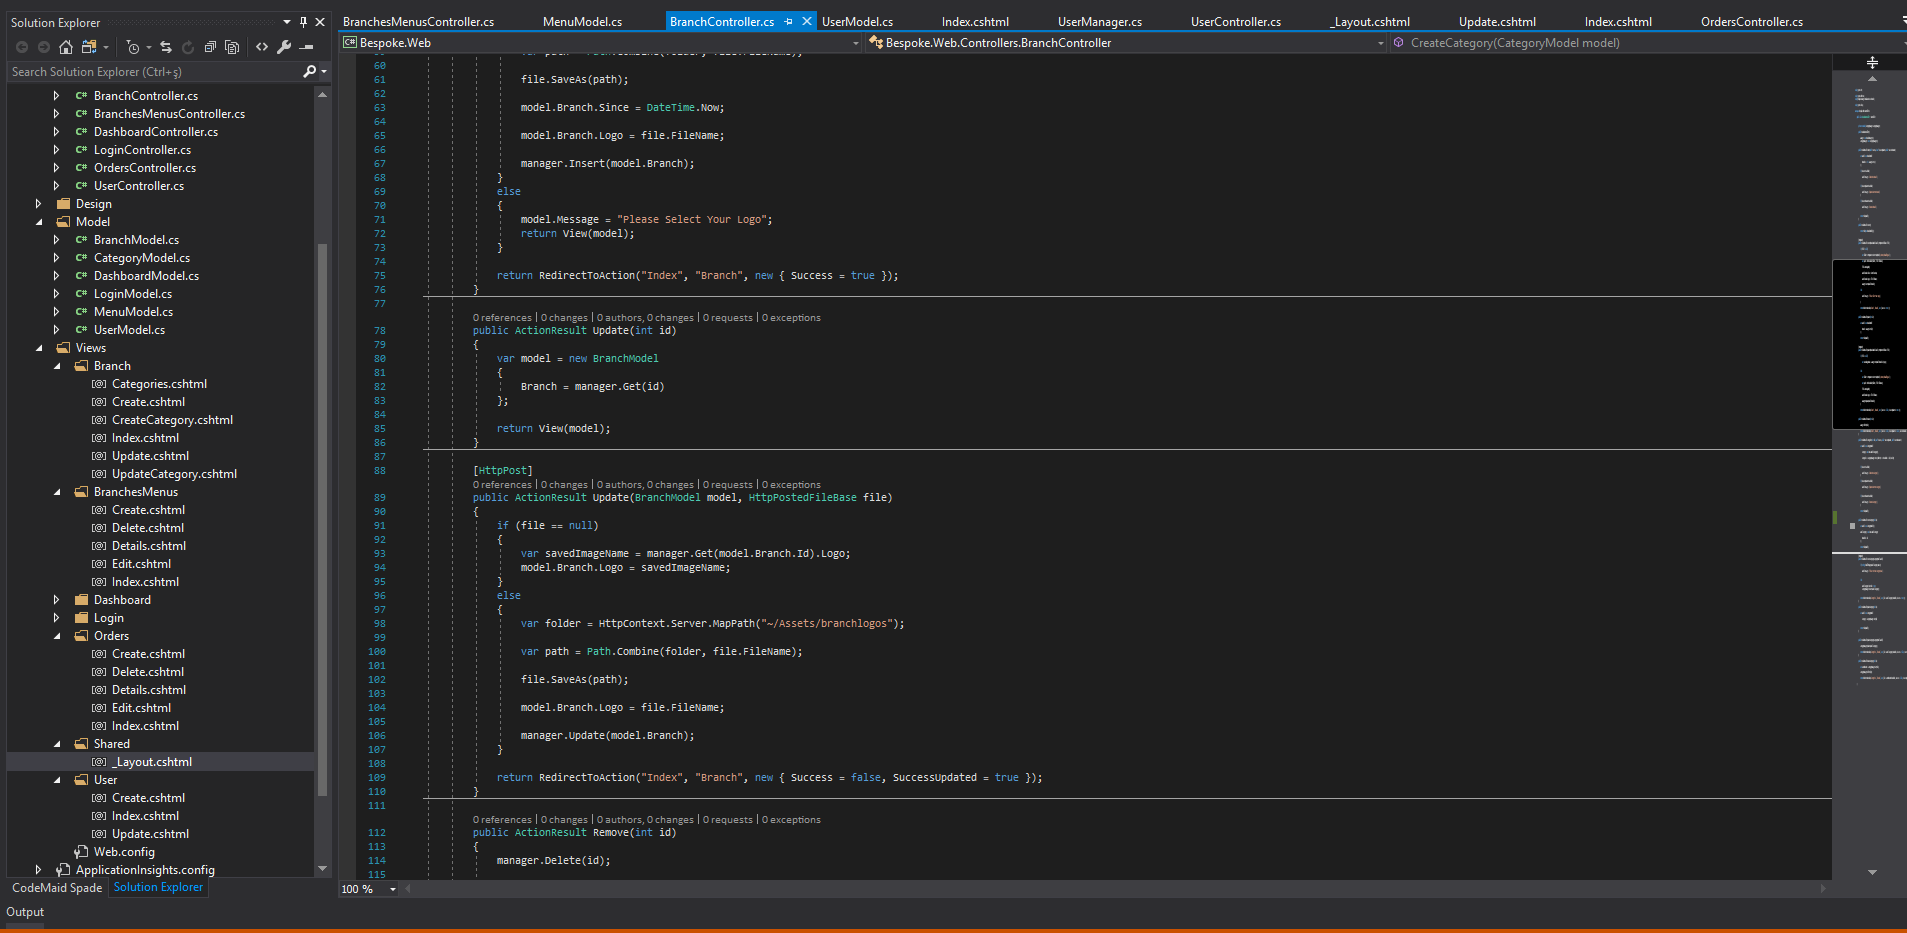 Solution Explorer
Search Solution Explorer (Ctrl+ş)
C# BranchController.cs
C# BranchesMenusController.cs
C# DashboardController.cs
C# LoginController.cs
C# OrdersController.cs
C# UserController.cs
Design
Model
C# BranchModel.cs
C# CategoryModel.cs
C# DashboardModel.cs
C# LoginModel.cs
C# MenuModel.cs
C# UserModel.cs
Views
Branch
[@] Categories.cshtml
[@] Create.cshtml
[@] CreateCategory.cshtml
[@] Index.cshtml
[@] Update.cshtml
[@] UpdateCategory.cshtml
BranchesMenus
[@] Create.cshtml
[@] Delete.cshtml
[@] Details.cshtml
[@] Edit.cshtml
[@] Index.cshtml
Dashboard
Login
Orders
[@] Create.cshtml
[@] Delete.cshtml
[@] Details.cshtml
[@] Edit.cshtml
[@] Index.cshtml
Shared
[@] _Layout.cshtml
User
[@] Create.cshtml
[@] Index.cshtml
[@] Update.cshtml
Web.config
ApplicationInsights.config
CodeMaid Spade Solution Explorer
Output
BranchesMenusController.cs MenuModel.cs BranchController.cs UserModel.cs Index.cshtml UserManager.cs UserController.cs _Layout.cshtml Update.cshtml Index.cshtml OrdersController.cs
C# Bespoke.Web Bespoke.Web.Controllers.BranchController CreateCategory(CategoryModel model)
60
61 file.SaveAs(path);
62
63 model.Branch.Since = DateTime.Now;
64
65 model.Branch.Logo = file.FileName;
66
67 manager.Insert(model.Branch);
68 }
69 else
70 {
71 model.Message = "Please Select Your Logo";
72 return View(model);
73 }
74
75 return RedirectToAction("Index", "Branch", new { Success = true });
76 }
77
0 references | 0 changes | 0 authors, 0 changes | 0 requests | 0 exceptions
78 public ActionResult Update(int id)
79 {
80 var model = new BranchModel
81 {
82 Branch = manager.Get(id)
83 };
84
85 return View(model);
86 }
87
88 [HttpPost]
0 references | 0 changes | 0 authors, 0 changes | 0 requests | 0 exceptions
89 public ActionResult Update(BranchModel model, HttpPostedFileBase file)
90 {
91 if (file == null)
92 {
93 var savedImageName = manager.Get(model.Branch.Id).Logo;
94 model.Branch.Logo = savedImageName;
95 }
96 else
97 {
98 var folder = HttpContext.Server.MapPath("~/Assets/branchlogos");
99
100 var path = Path.Combine(folder, file.FileName);
101
102 file.SaveAs(path);
103
104 model.Branch.Logo = file.FileName;
105
106 manager.Update(model.Branch);
107 }
108
109 return RedirectToAction("Index", "Branch", new { Success = false, SuccessUpdated = true });
110 }
111
0 references | 0 changes | 0 authors, 0 changes | 0 requests | 0 exceptions
112 public ActionResult Remove(int id)
113 {
114 manager.Delete(id);
115
100 %